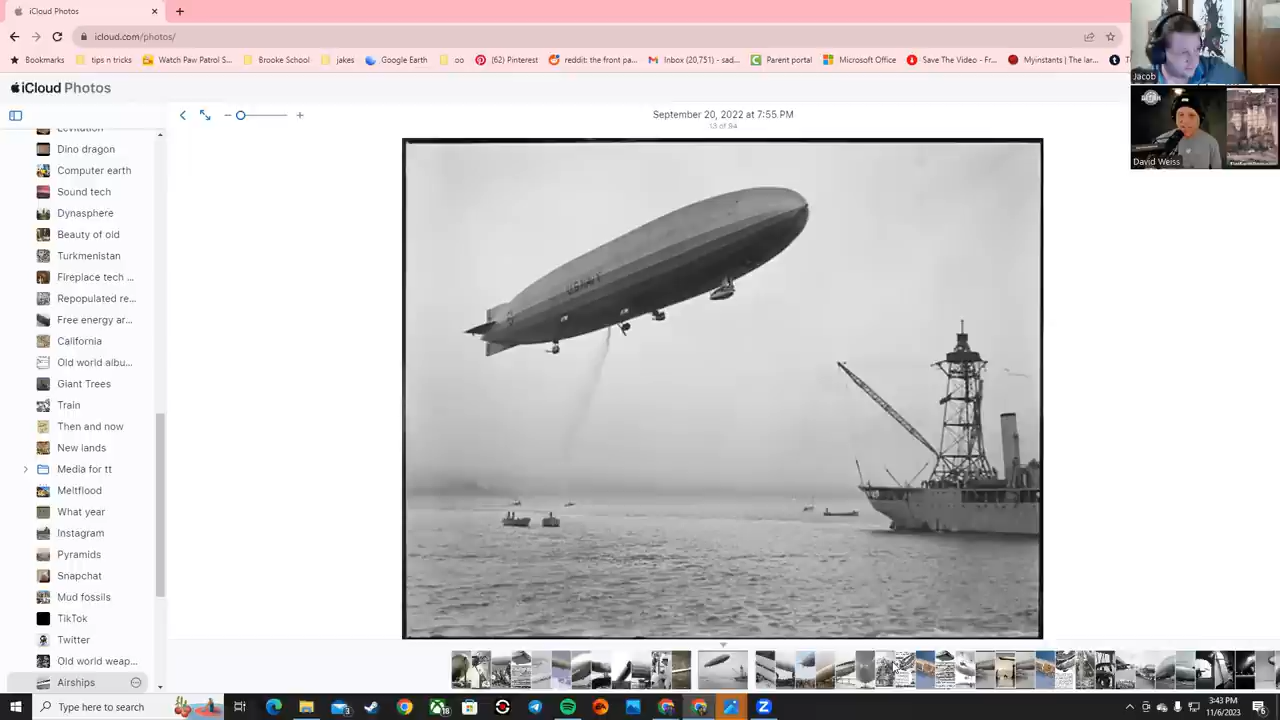 iCloud Photos
icloud.com/photos/
Bookmarks
tips n tricks
Watch Paw Patrol S...
Brooke School
jakes
Google Earth
oo
(62) Pinterest
reddit: the front pa...
Inbox (20,751) - sad...
Parent portal
Microsoft Office
Save The Video - Fr...
Myinstants | The lar...
iCloud Photos
September 20, 2022 at 7:55 PM
13 of 94
Levitation
Dino dragon
Computer earth
Sound tech
Dynasphere
Beauty of old
Turkmenistan
Fireplace tech ...
Repopulated re...
Free energy ar...
California
Old world albu...
Giant Trees
Train
Then and now
New lands
Media for tt
Meltflood
What year
Instagram
Pyramids
Snapchat
Mud fossils
TikTok
Twitter
Old world weap...
Airships
U.S. NAVY
Jacob
David Weiss
Type here to search
3:43 PM
11/6/2023